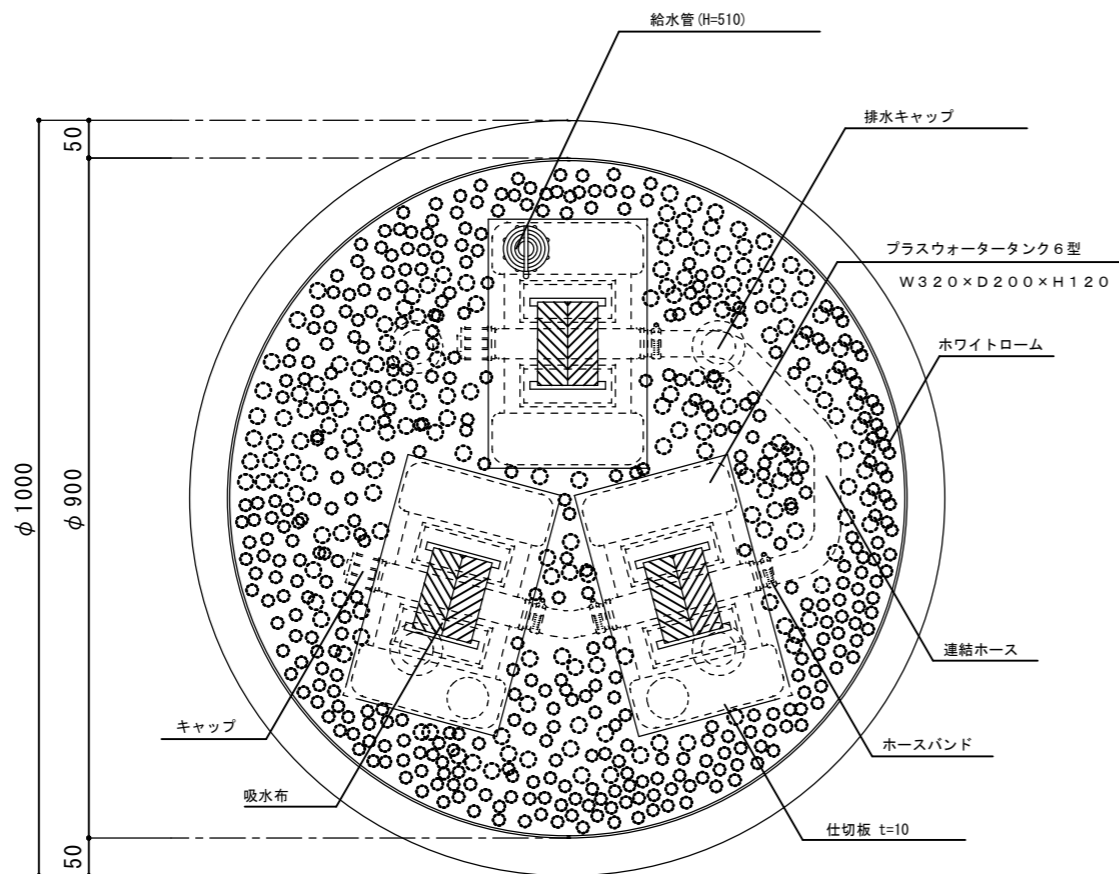 給水管(H=510)
排水キャップ
プラスウォータータンク6型
W320×D200×H120
ホワイトローム
連結ホース
ホースバンド
仕切板 t=10
キャップ
吸水布
50
φ1000
φ900
50